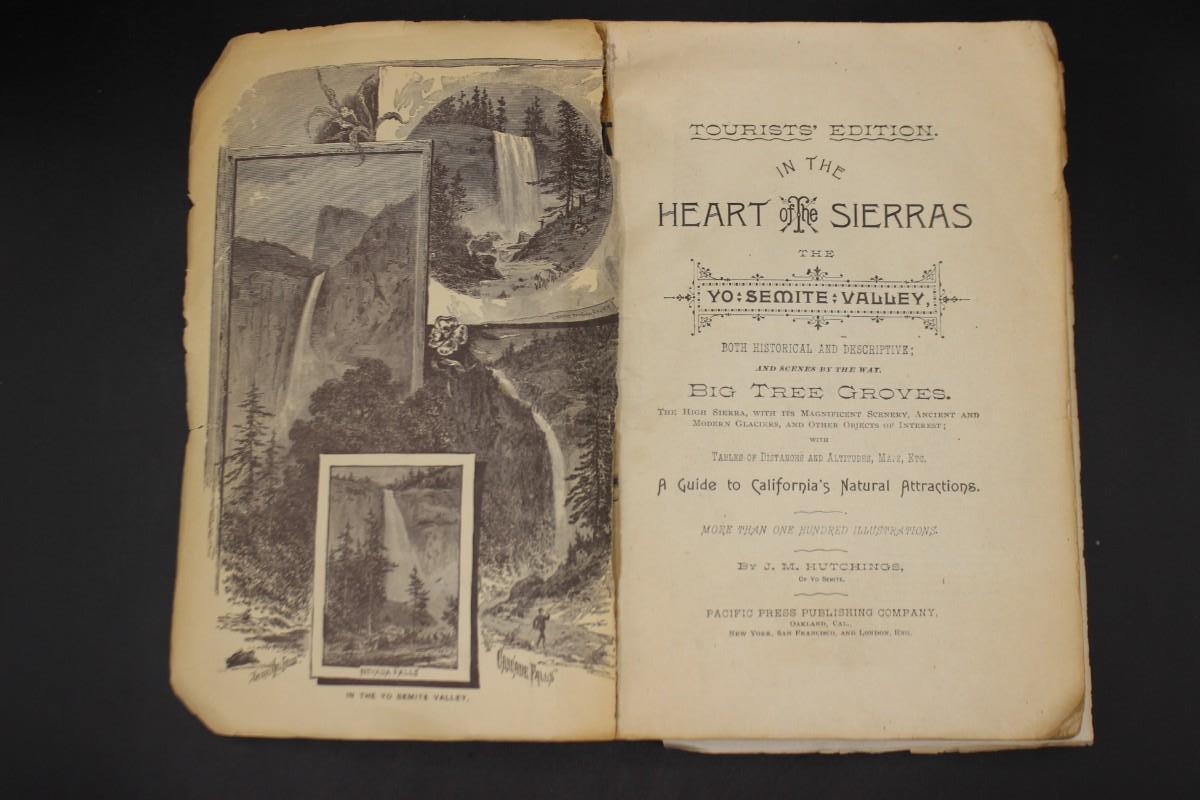 NEVADA FALLS
CASCADE FALLS
IN THE YO SEMITE VALLEY.
TOURISTS' EDITION.
IN THE
HEART of The SIERRAS
THE
YO : SEMITE : VALLEY,
BOTH HISTORICAL AND DESCRIPTIVE;
AND SCENES BY THE WAY.
BIG TREE GROVES.
THE HIGH SIERRA, WITH ITS MAGNIFICENT SCENERY, ANCIENT AND
MODERN GLACIERS, AND OTHER OBJECTS OF INTEREST;
WITH
TABLES OF DISTANCES AND ALTITUDES, MAPS, ETC.
A Guide to California's Natural Attractions.
MORE THAN ONE HUNDRED ILLUSTRATIONS.
BY J. M. HUTCHINGS,
OF YO SEMITE.
PACIFIC PRESS PUBLISHING COMPANY,
OAKLAND, CAL.,
NEW YORK, SAN FRANCISCO, AND LONDON, ENG.